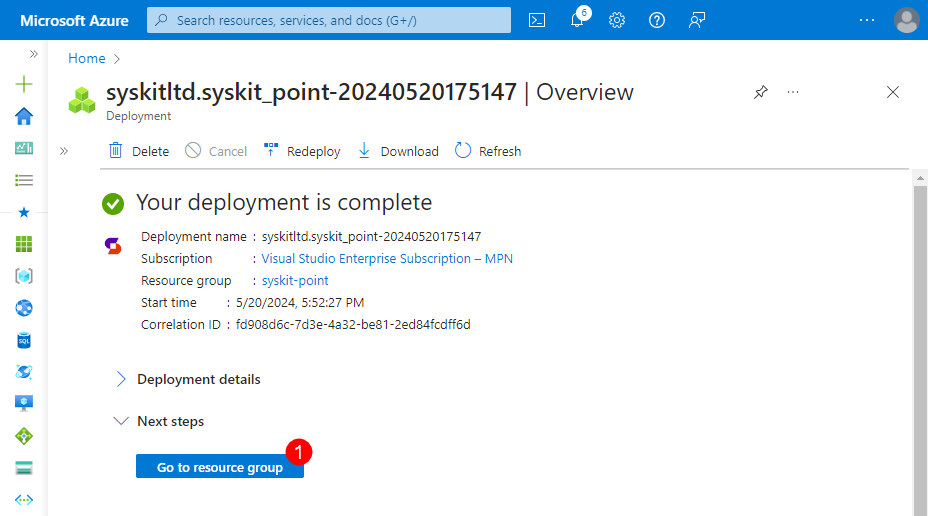 Microsoft Azure
Search resources, services, and docs (G+/)
6
Home
syskitltd.syskit_point-20240520175147 | Overview
Deployment
Delete
Cancel
Redeploy
Download
Refresh
Your deployment is complete
Deployment name : syskitltd.syskit_point-20240520175147
Subscription : Visual Studio Enterprise Subscription – MPN
Resource group : syskit-point
Start time : 5/20/2024, 5:52:27 PM
Correlation ID : fd908d6c-7d3e-4a32-be81-2ed84fcdff6d
Deployment details
Next steps
1
Go to resource group
SQL